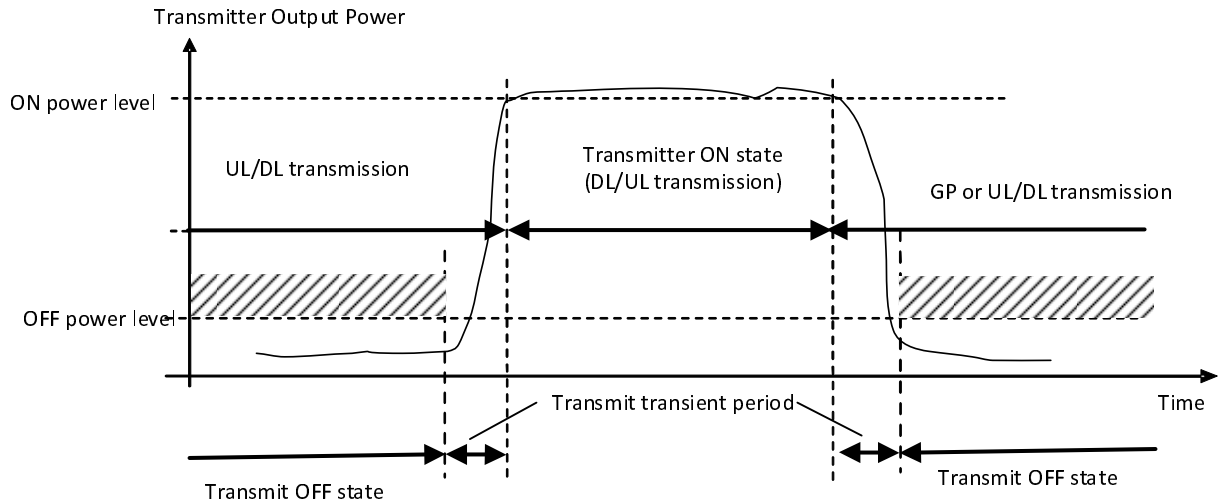 Transmitter Output Power
ON power level
UL/DL transmission
Transmitter ON state
(DL/UL transmission)
GP or UL/DL transmission
OFF power level
Transmit transient period
Time
Transmit OFF state
Transmit OFF state